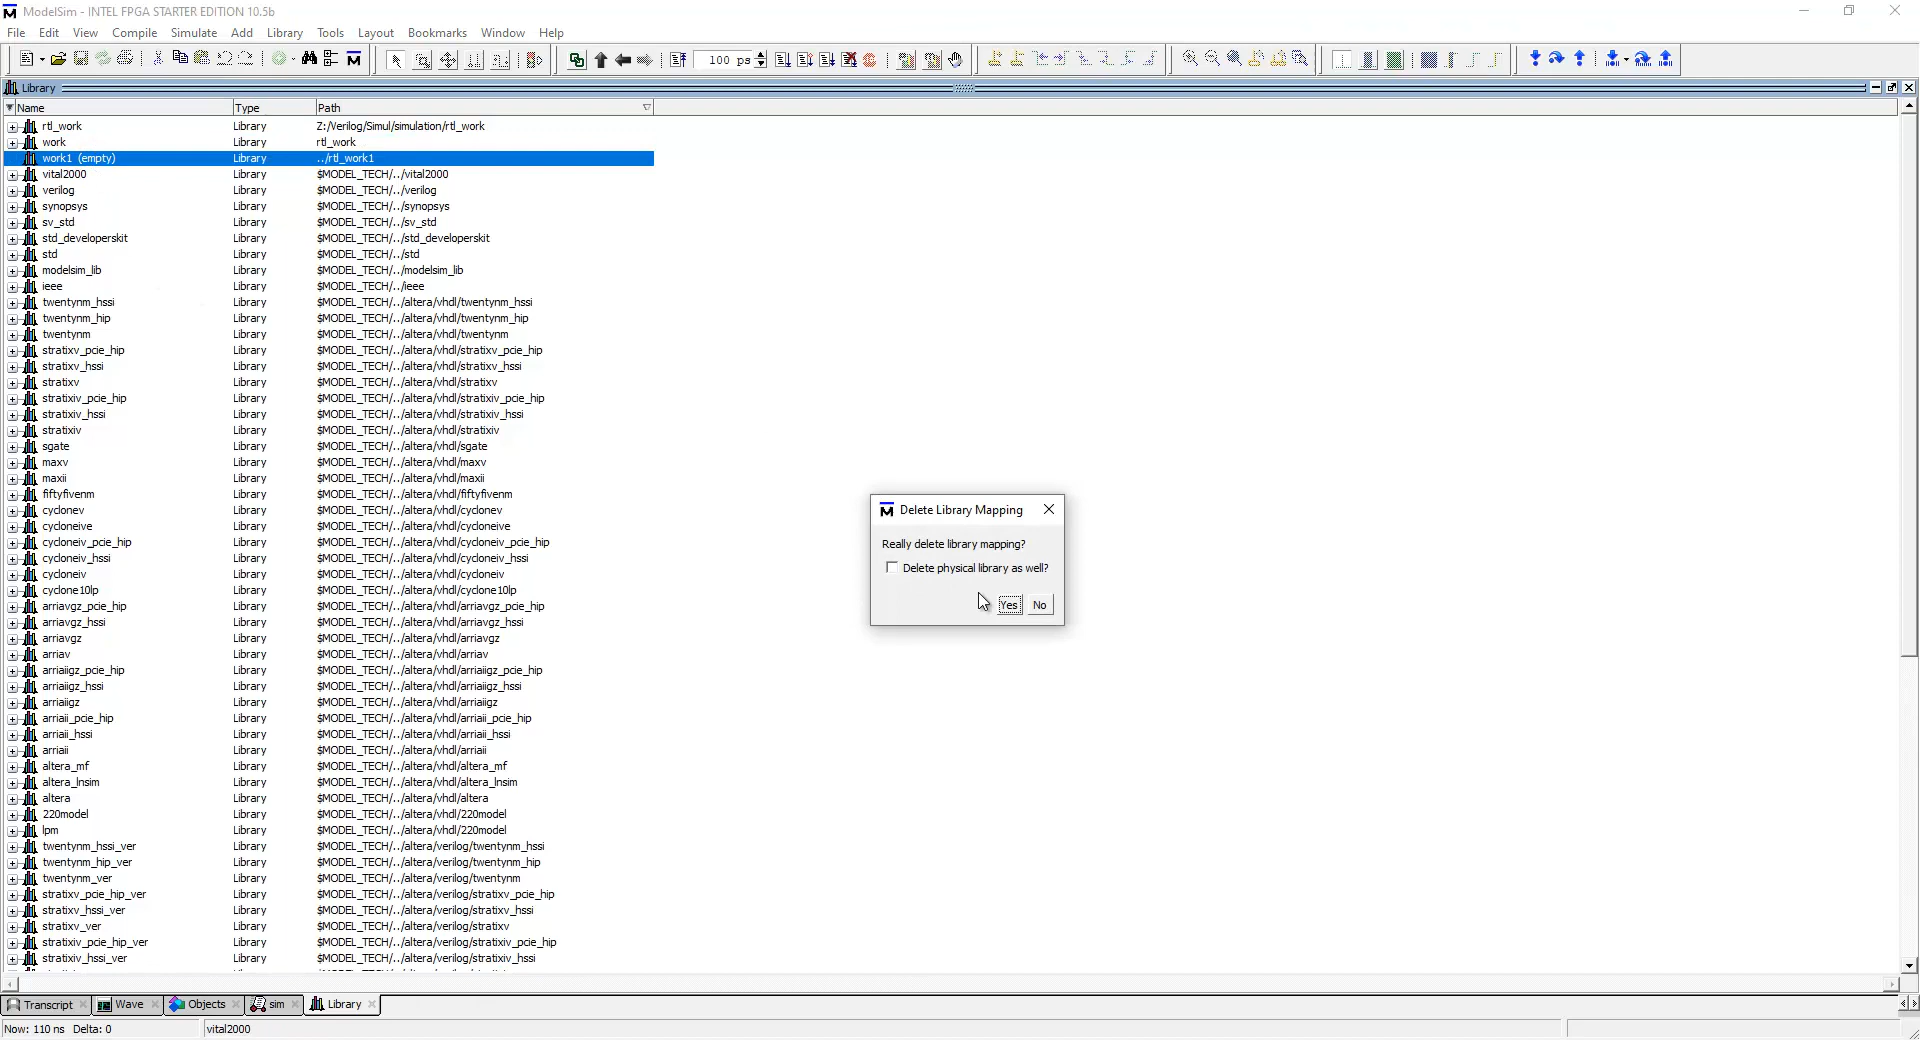 ModelSim - INTEL FPGA STARTER EDITION 10.5b
File Edit View Compile Simulate Add Library Tools Layout Bookmarks Window Help
100 ps
Library
Name Type Path
rtl_work Library Z:/Verilog/Simul/simulation/rtl_work
work Library rtl_work
work1 (empty) Library ../rtl_work1
vital2000 Library $MODEL_TECH/../vital2000
verilog Library $MODEL_TECH/../verilog
synopsys Library $MODEL_TECH/../synopsys
sv_std Library $MODEL_TECH/../sv_std
std_developerskit Library $MODEL_TECH/../std_developerskit
std Library $MODEL_TECH/../std
modelsim_lib Library $MODEL_TECH/../modelsim_lib
ieee Library $MODEL_TECH/../ieee
twentynm_hssi Library $MODEL_TECH/../altera/vhdl/twentynm_hssi
twentynm_hip Library $MODEL_TECH/../altera/vhdl/twentynm_hip
twentynm Library $MODEL_TECH/../altera/vhdl/twentynm
stratixv_pcie_hip Library $MODEL_TECH/../altera/vhdl/stratixv_pcie_hip
stratixv_hssi Library $MODEL_TECH/../altera/vhdl/stratixv_hssi
stratixv Library $MODEL_TECH/../altera/vhdl/stratixv
stratixiv_pcie_hip Library $MODEL_TECH/../altera/vhdl/stratixiv_pcie_hip
stratixiv_hssi Library $MODEL_TECH/../altera/vhdl/stratixiv_hssi
stratixiv Library $MODEL_TECH/../altera/vhdl/stratixiv
sgate Library $MODEL_TECH/../altera/vhdl/sgate
maxv Library $MODEL_TECH/../altera/vhdl/maxv
maxii Library $MODEL_TECH/../altera/vhdl/maxii
fiftyfivenm Library $MODEL_TECH/../altera/vhdl/fiftyfivenm
cyclonev Library $MODEL_TECH/../altera/vhdl/cyclonev
cycloneive Library $MODEL_TECH/../altera/vhdl/cycloneive
cycloneiv_pcie_hip Library $MODEL_TECH/../altera/vhdl/cycloneiv_pcie_hip
cycloneiv_hssi Library $MODEL_TECH/../altera/vhdl/cycloneiv_hssi
cycloneiv Library $MODEL_TECH/../altera/vhdl/cycloneiv
cyclone10lp Library $MODEL_TECH/../altera/vhdl/cyclone10lp
arriavgz_pcie_hip Library $MODEL_TECH/../altera/vhdl/arriavgz_pcie_hip
arriavgz_hssi Library $MODEL_TECH/../altera/vhdl/arriavgz_hssi
arriavgz Library $MODEL_TECH/../altera/vhdl/arriavgz
arriav Library $MODEL_TECH/../altera/vhdl/arriav
arriaiigz_pcie_hip Library $MODEL_TECH/../altera/vhdl/arriaiigz_pcie_hip
arriaiigz_hssi Library $MODEL_TECH/../altera/vhdl/arriaiigz_hssi
arriaiigz Library $MODEL_TECH/../altera/vhdl/arriaiigz
arriaii_pcie_hip Library $MODEL_TECH/../altera/vhdl/arriaii_pcie_hip
arriaii_hssi Library $MODEL_TECH/../altera/vhdl/arriaii_hssi
arriaii Library $MODEL_TECH/../altera/vhdl/arriaii
altera_mf Library $MODEL_TECH/../altera/vhdl/altera_mf
altera_lnsim Library $MODEL_TECH/../altera/vhdl/altera_lnsim
altera Library $MODEL_TECH/../altera/vhdl/altera
220model Library $MODEL_TECH/../altera/vhdl/220model
lpm Library $MODEL_TECH/../altera/vhdl/220model
twentynm_hssi_ver Library $MODEL_TECH/../altera/verilog/twentynm_hssi
twentynm_hip_ver Library $MODEL_TECH/../altera/verilog/twentynm_hip
twentynm_ver Library $MODEL_TECH/../altera/verilog/twentynm
stratixv_pcie_hip_ver Library $MODEL_TECH/../altera/verilog/stratixv_pcie_hip
stratixv_hssi_ver Library $MODEL_TECH/../altera/verilog/stratixv_hssi
stratixv_ver Library $MODEL_TECH/../altera/verilog/stratixv
stratixiv_pcie_hip_ver Library $MODEL_TECH/../altera/verilog/stratixiv_pcie_hip
stratixiv_hssi_ver Library $MODEL_TECH/../altera/verilog/stratixiv_hssi
Delete Library Mapping
Really delete library mapping?
Delete physical library as well?
Yes No
Transcript Wave Objects sim Library
Now: 110 ns Delta: 0 vital2000